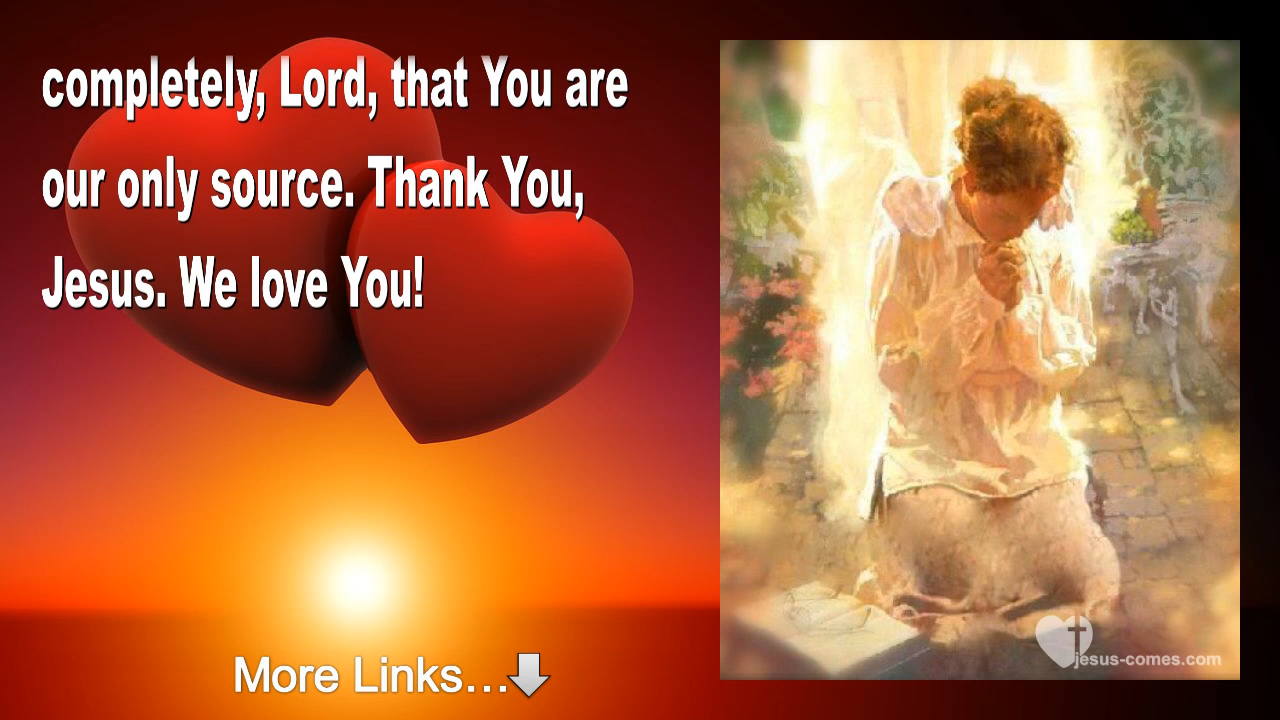 completely, Lord, that You are
our only source. Thank You,
Jesus. We love You!
More Links...
jesus-comes.com